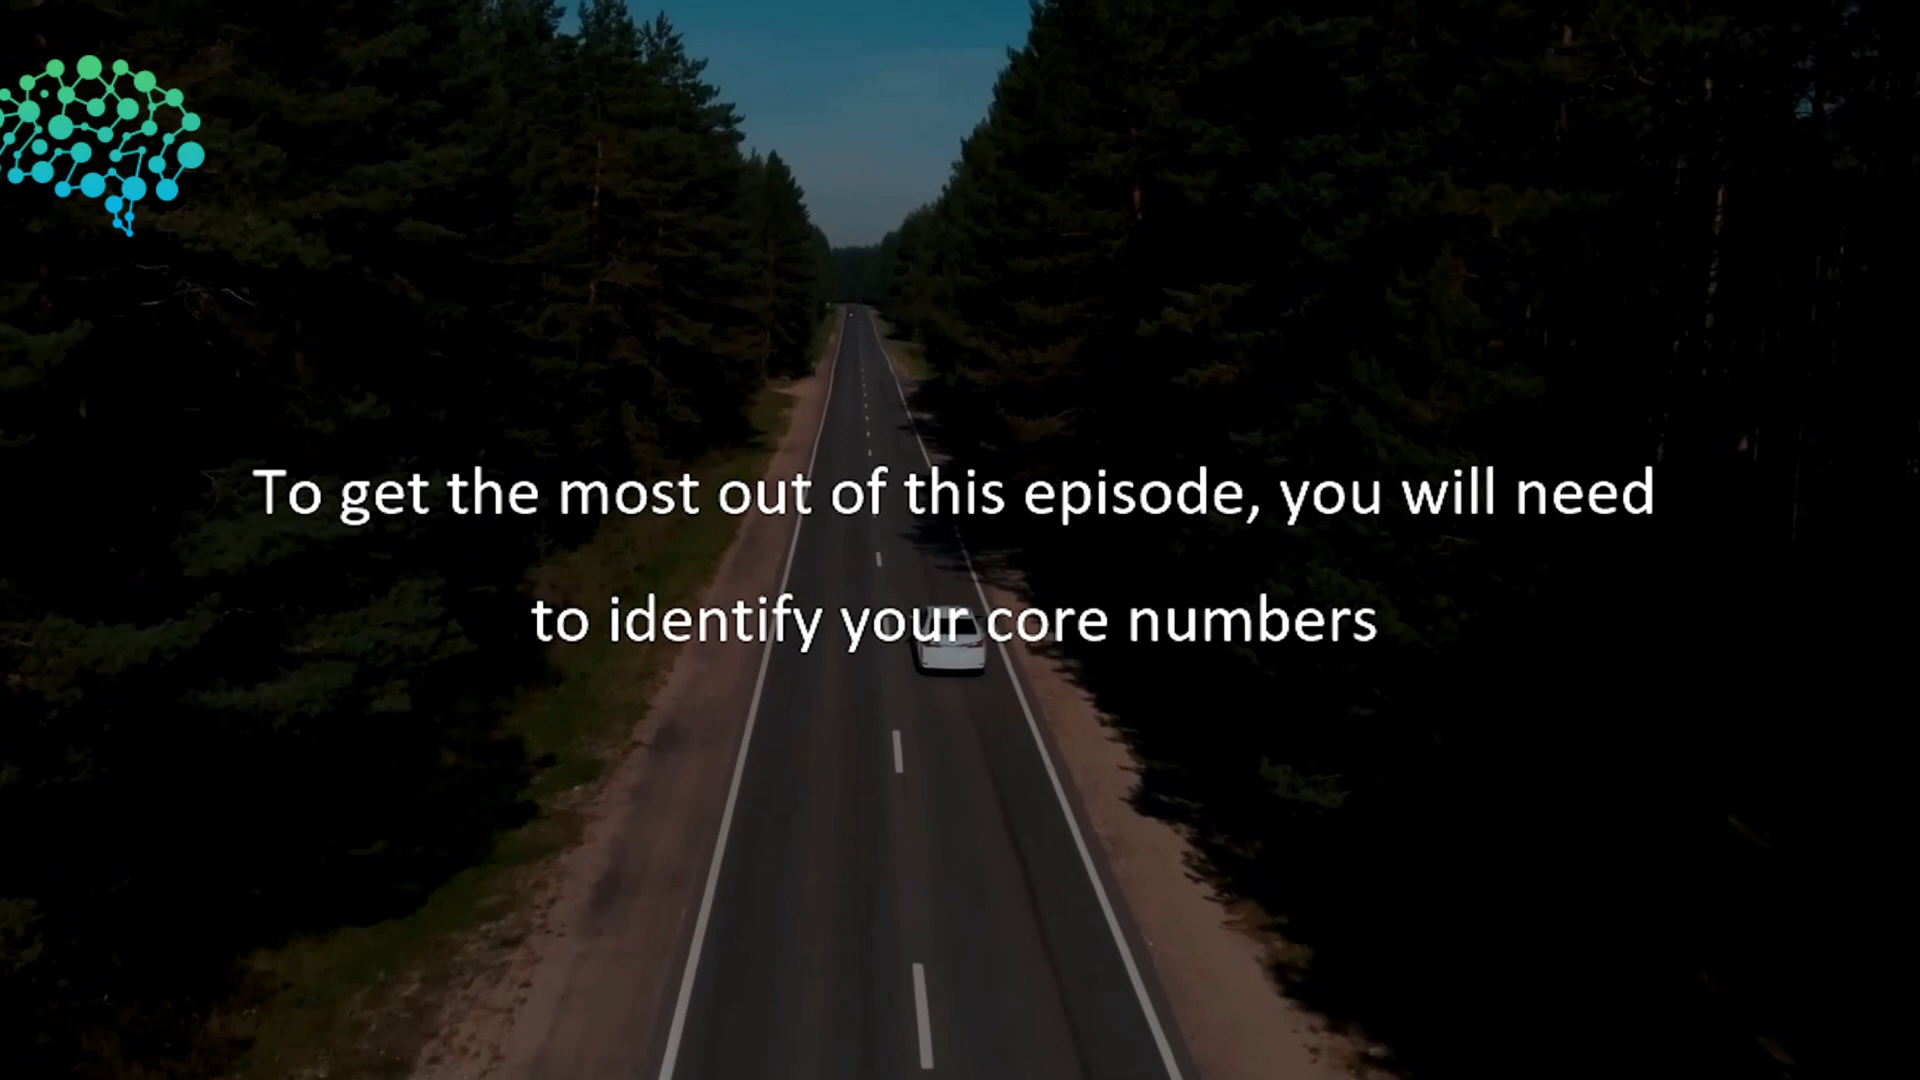 To get the most out of this episode, you will need
to identify your core numbers